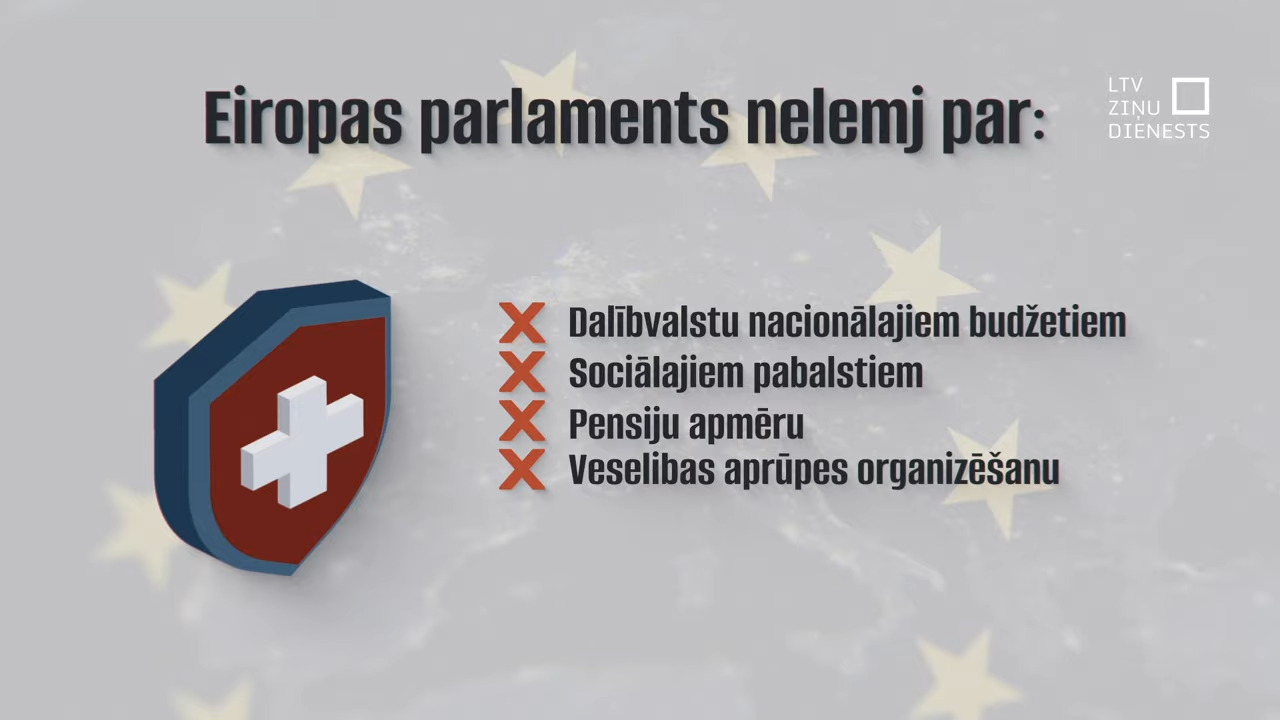 Eiropas parlaments nelemj par:
LTV
ZIŅU
DIENESTS
Dalībvalstu nacionālajiem budžetiem
Sociālajiem pabalstiem
Pensiju apmēru
Veselibas aprūpes organizēšanu